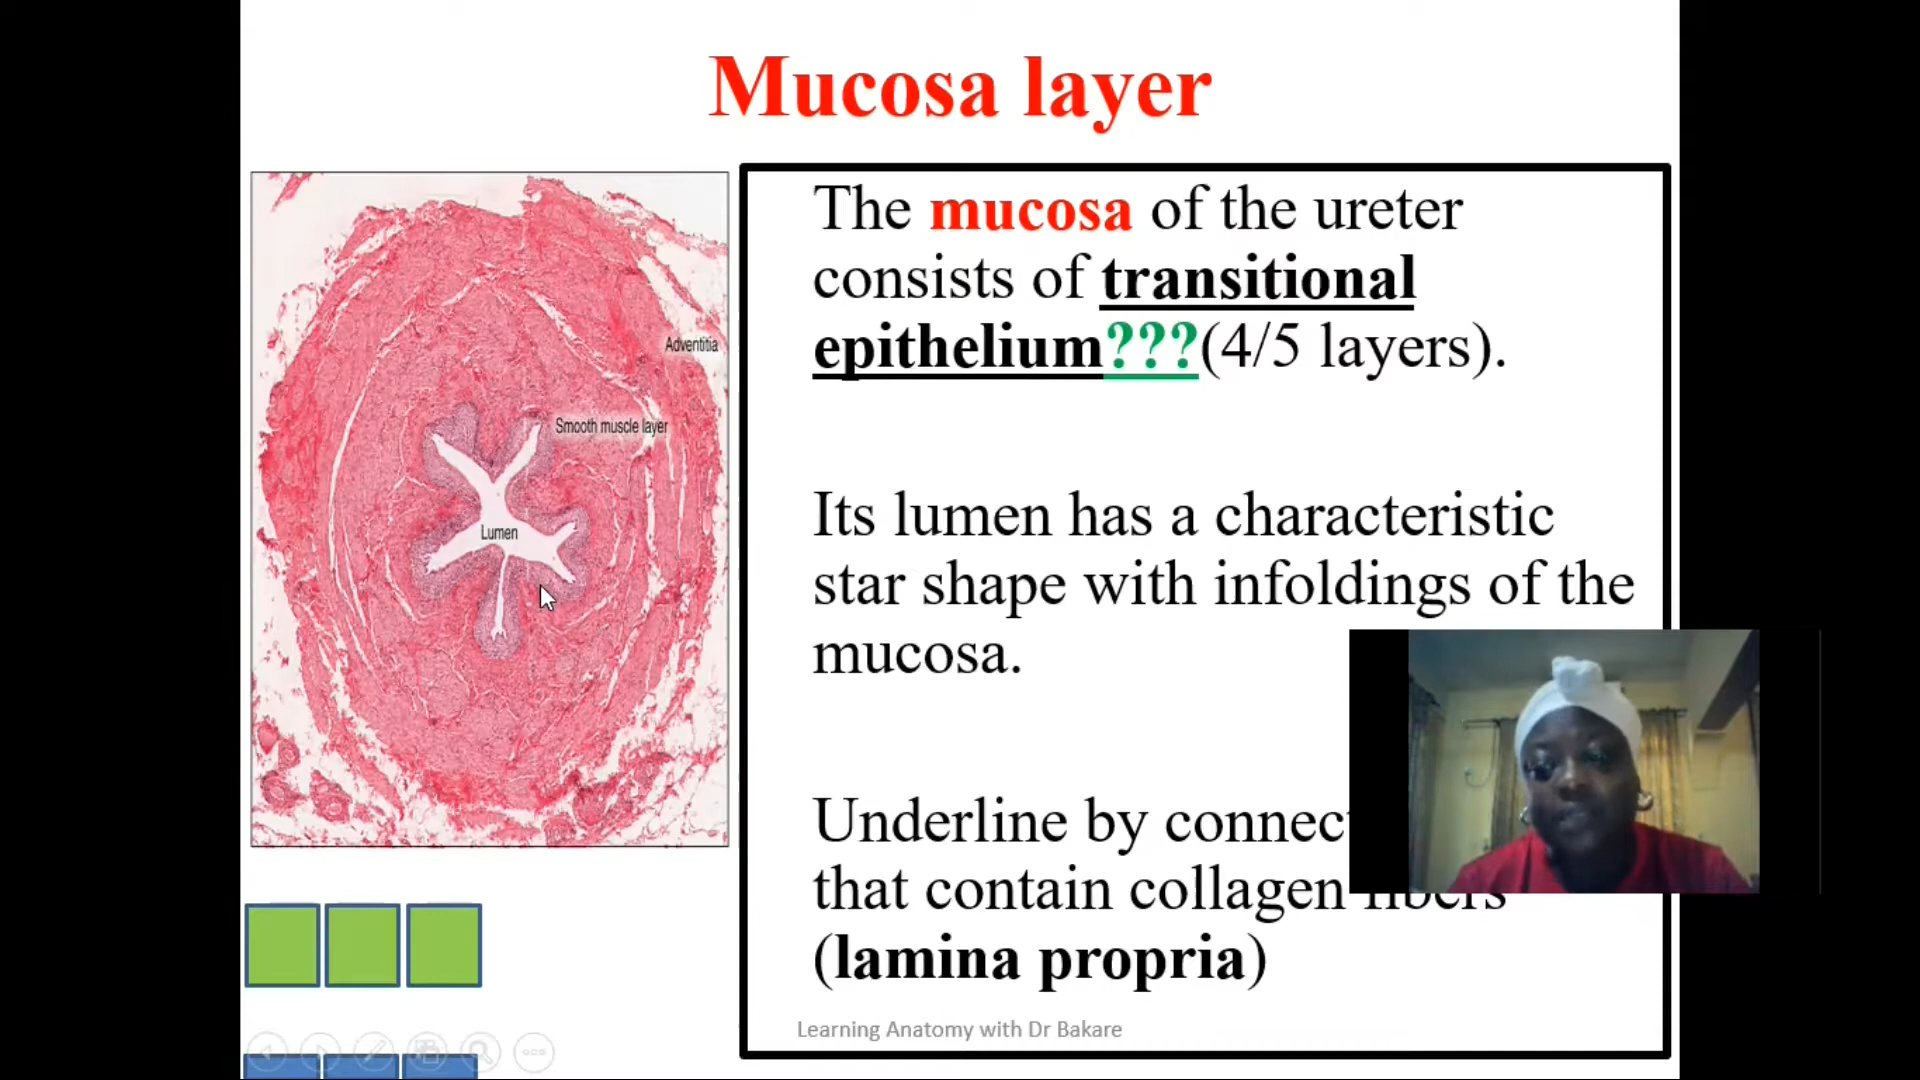 Mucosa layer
Adventitia
Smooth muscle layer
Lumen
The mucosa of the ureter
consists of transitional
epithelium???(4/5 layers).
Its lumen has a characteristic
star shape with infoldings of the
mucosa.
Underline by connec
that contain collagen fibers
(lamina propria)
Learning Anatomy with Dr Bakare